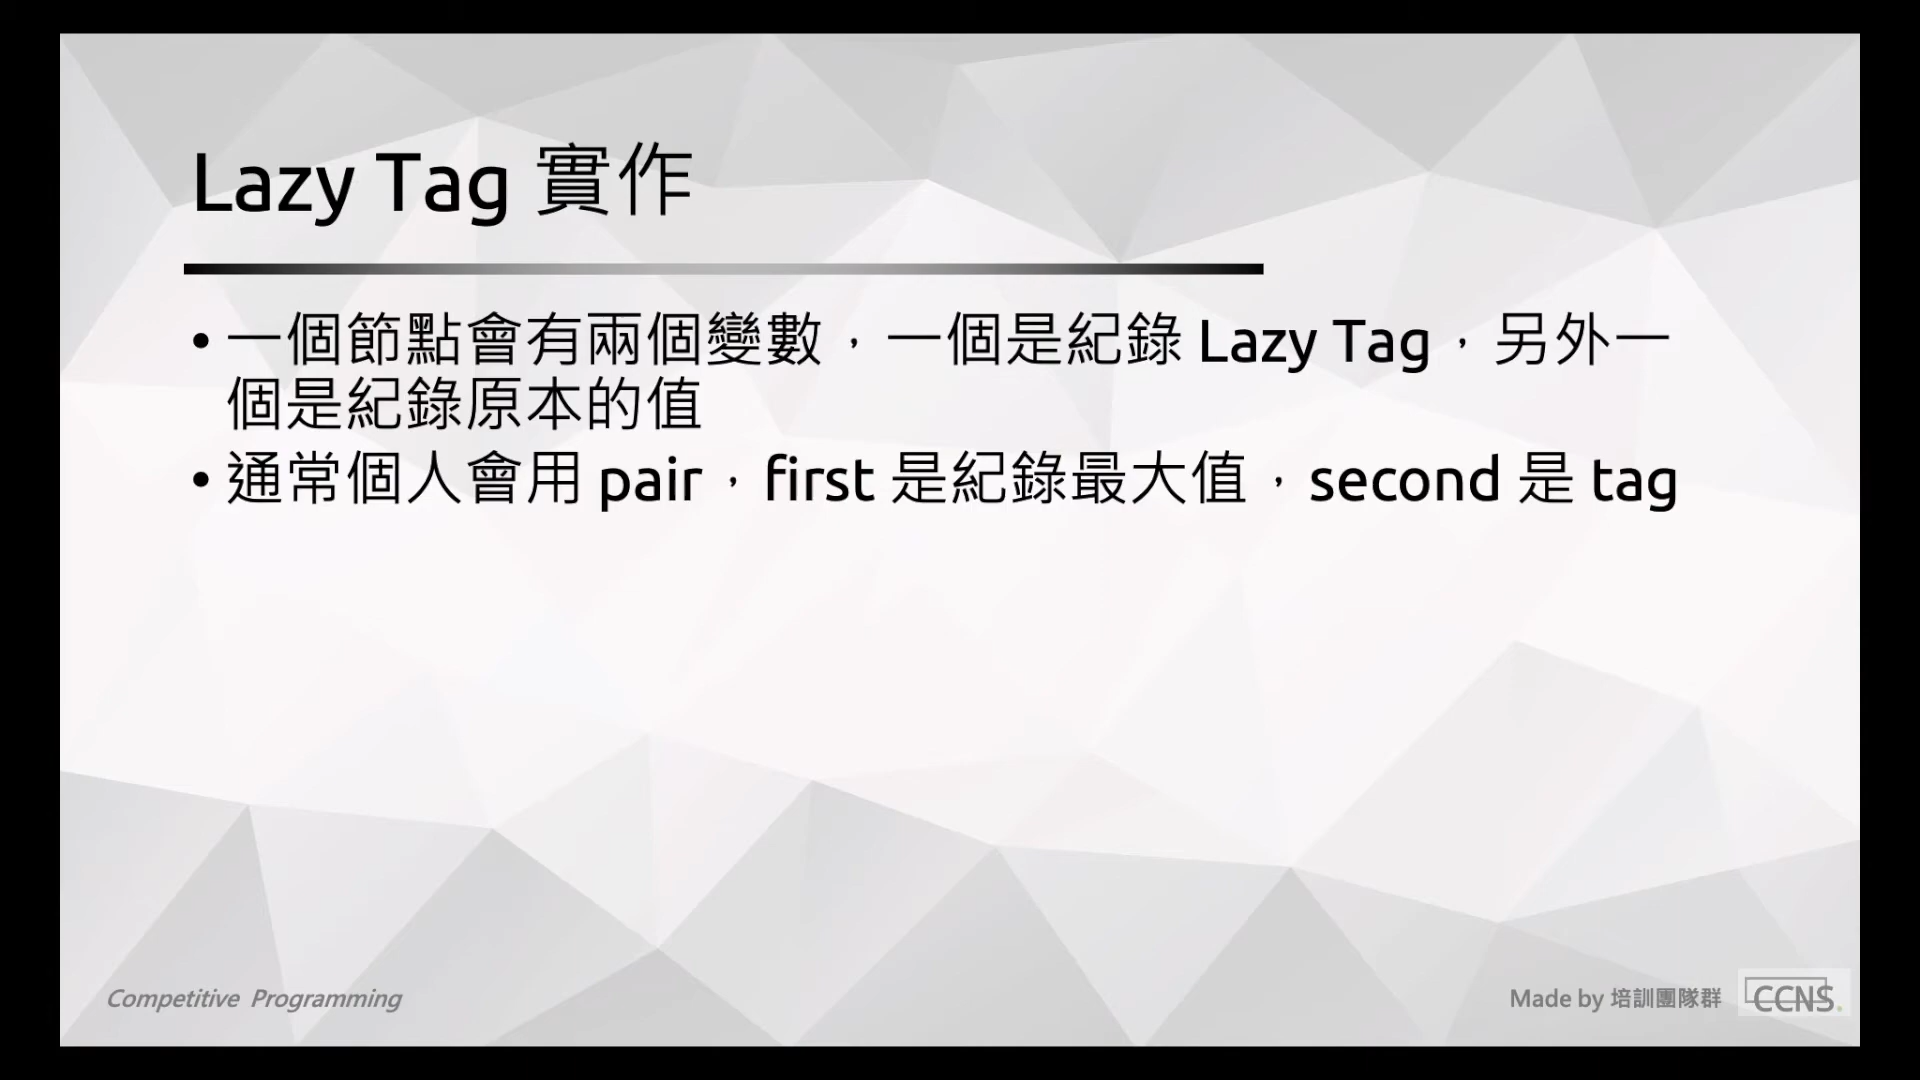 Lazy Tag 實作
• 一個節點會有兩個變數，一個是紀錄 Lazy Tag，另外一
個是紀錄原本的值
• 通常個人會用 pair，first 是紀錄最大值，second 是 tag
Competitive Programming
Made by 培訓團隊群
CCNS.